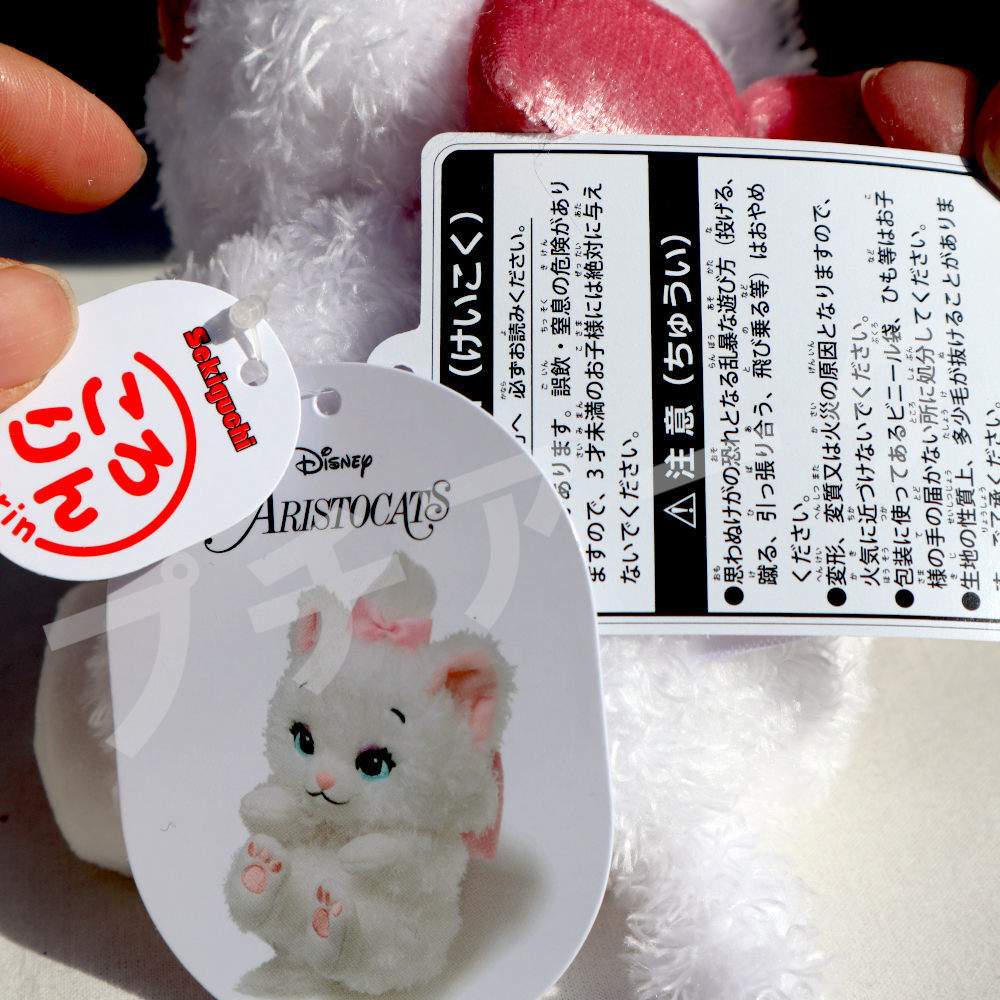 Sekiguchi
ころ
りん
rin
Disney
ARISTOCATS
(けいこく)
へ 必ずお読みください。
あります。誤飲・窒息の危険があり
ますので、3才未満のお子様には絶対に与え
ないでください。
⚠ 注意 (ちゅうい)
●思わぬけがの恐れとなる乱暴な遊び方(投げる、
蹴る、引っ張り合う、飛び乗る等)はおやめ
ください。
●変形、変質又は火災の原因となりますので、
火気に近づけないでください。
●包装に使ってあるビニール袋、ひも等はお子
様の手の届かない所に処分してください。
●生地の性質上、多少毛が抜けることがありま
プチアー